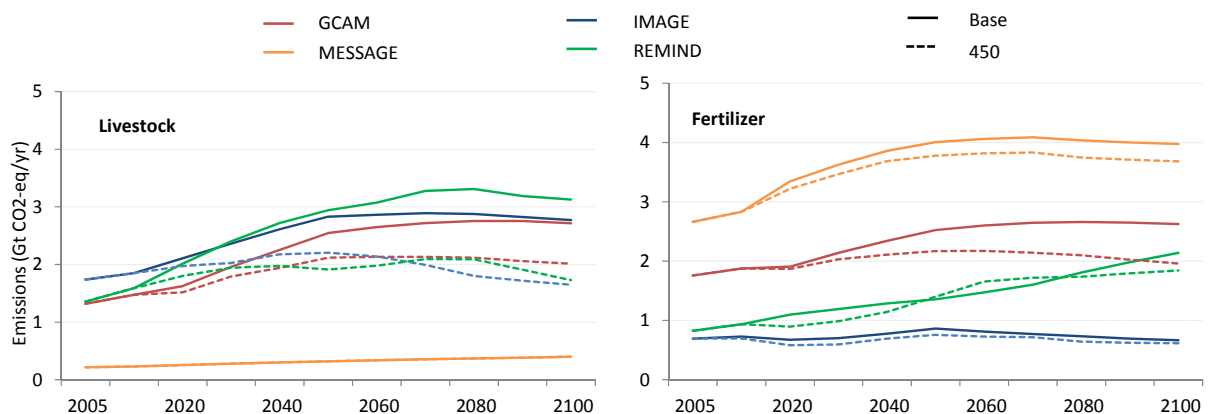 GCAM IMAGE Base
MESSAGE REMIND 450
Emissions (Gt CO2-eq/yr)
Livestock
5
4
3
2
1
0
2005 2020 2040 2060 2080 2100
Fertilizer
5
4
3
2
1
0
2005 2020 2040 2060 2080 2100